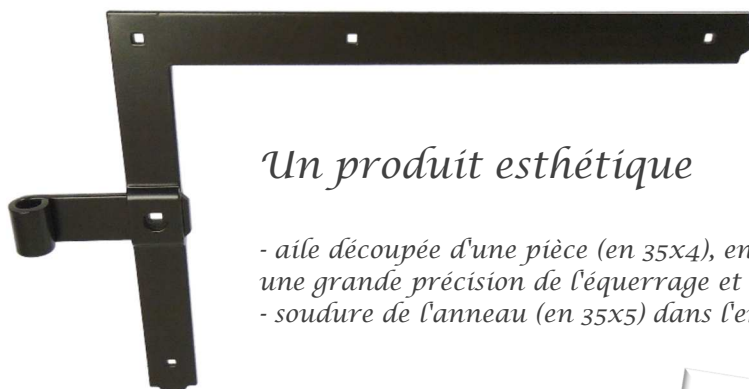 Un produit esthétique
- aile découpée d'une pièce (en 35x4), en
une grande précision de l'équerrage et
- soudure de l'anneau (en 35x5) dans l'e